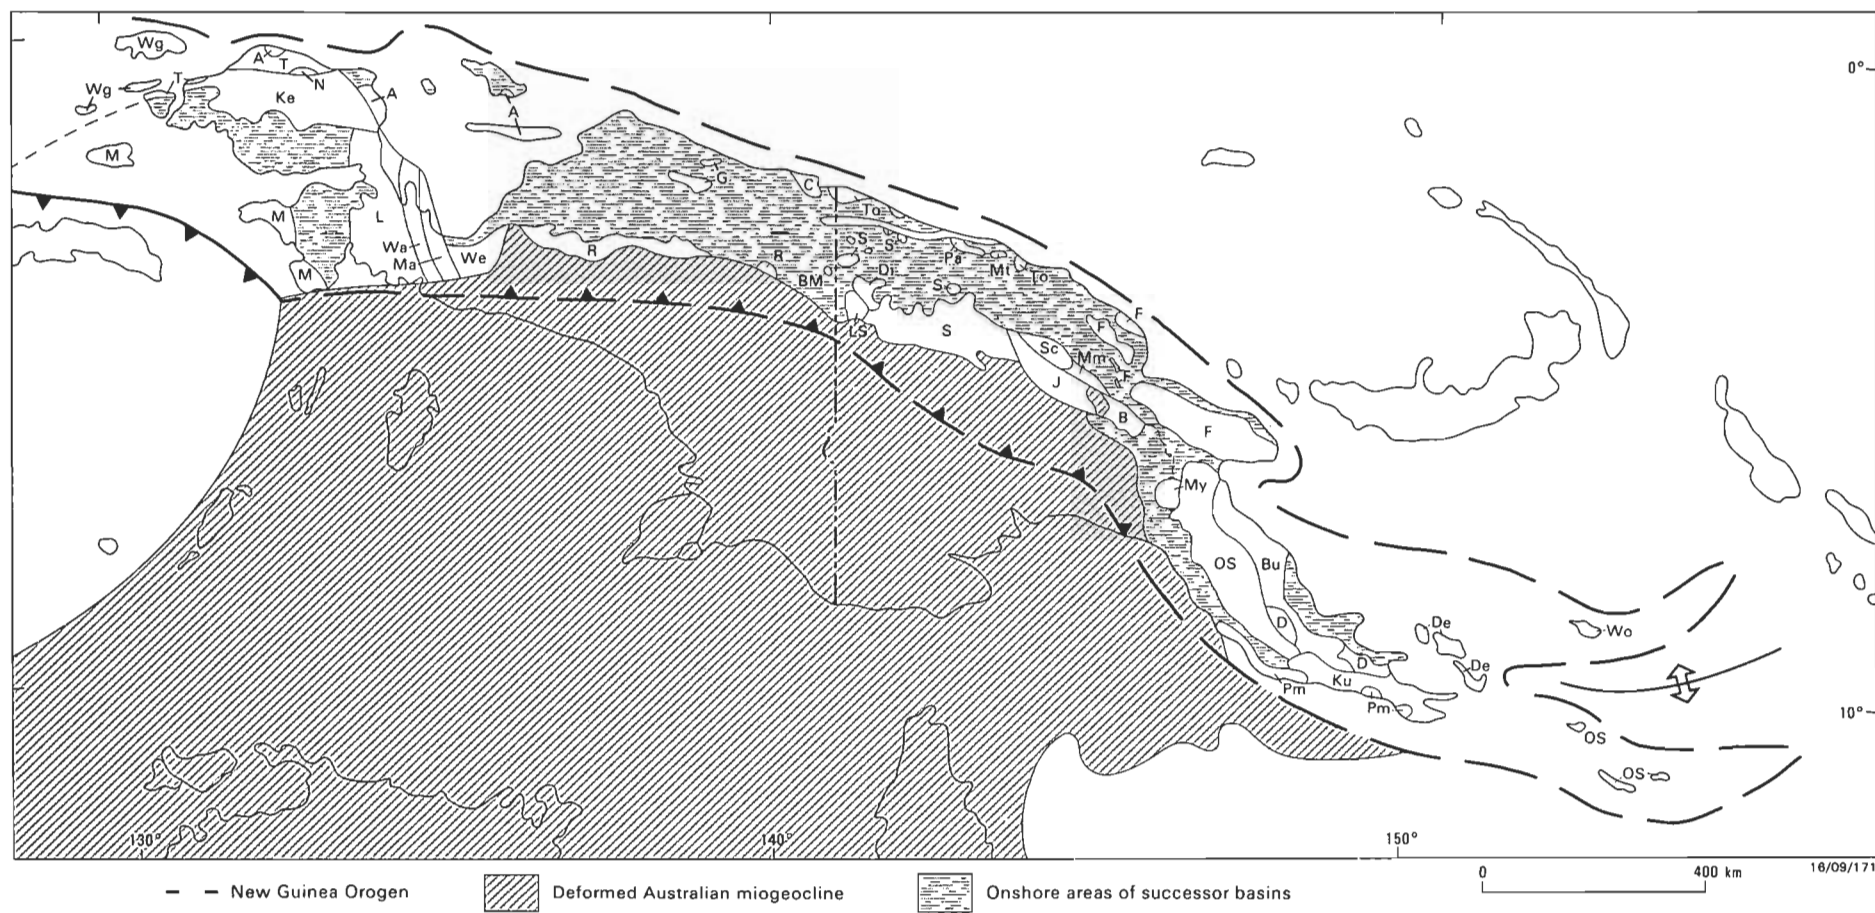 Wg
A
T
N
0°
Wg
T
Ke
A
A
M
G
C
M
L
To
Wa
R
S
S
Ma
We
R
Di
Pa
Mt
To
M
BM
S
LS
S
F
F
Sc
Mm
J
F
B
F
My
OS
Bu
D
De
Wo
D
De
Ku
Pm
Pm
10°
OS
OS
130°
140°
150°
16/09/171
New Guinea Orogen
Deformed Australian miogeocline
Onshore areas of successor basins
0
400 km